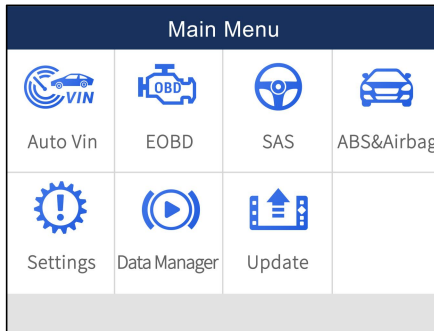 Main Menu
VIN OBD
Auto Vin EOBD SAS ABS&Airbag
Settings Data Manager Update